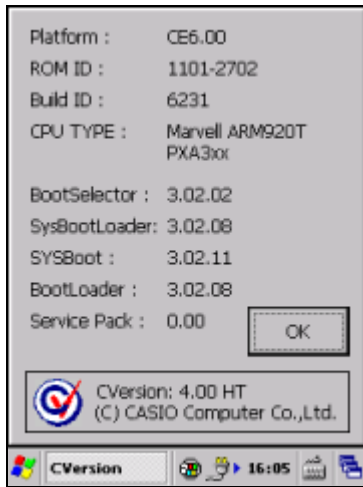 Platform : CE6.00
ROM ID : 1101-2702
Build ID : 6231
CPU TYPE : Marvell ARM920T
PXA3xx
BootSelector : 3.02.02
SysBootLoader: 3.02.08
SYSBoot : 3.02.11
BootLoader : 3.02.08
Service Pack : 0.00
OK
CVersion: 4.00 HT
(C) CASIO Computer Co.,Ltd.
CVersion 16:05